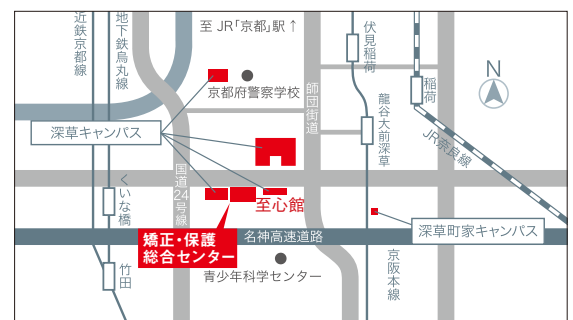 近鉄京都線
地下鉄烏丸線
至 JR「京都」駅↑
伏見稲荷
稲荷
N
京都府警察学校
師団街道
龍谷大前深草
JR奈良線
深草キャンパス
くいな橋
国道24号線
至心館
矯正・保護
総合センター
名神高速道路
深草町家キャンパス
竹田
青少年科学センター
京阪本線